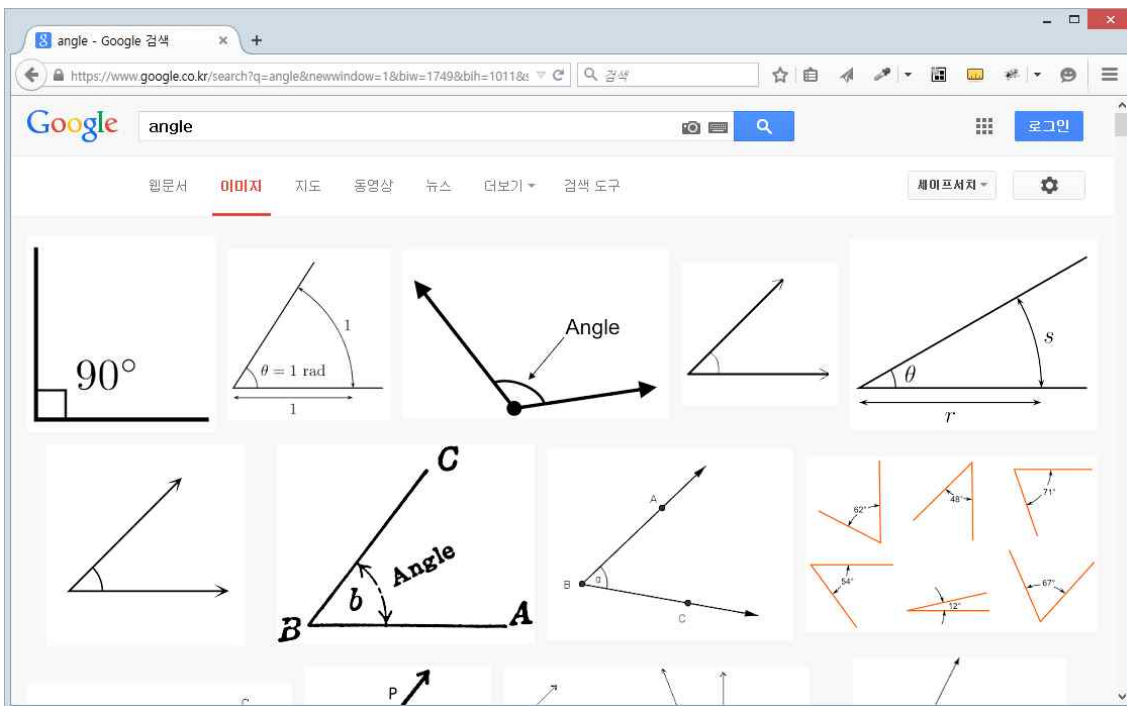 angle - Google 검색
https://www.google.co.kr/search?q=angle&newwindow=1&biw=1749&bih=1011&s
검색
Google
angle
로그인
웹문서 이미지 지도 동영상 뉴스 더보기 검색 도구
세이프서치
90°
θ = 1 rad
1
1
Angle
θ
s
r
C
Angle
b
B
A
A
B
α
C
62°
48°
71°
54°
12°
67°
P